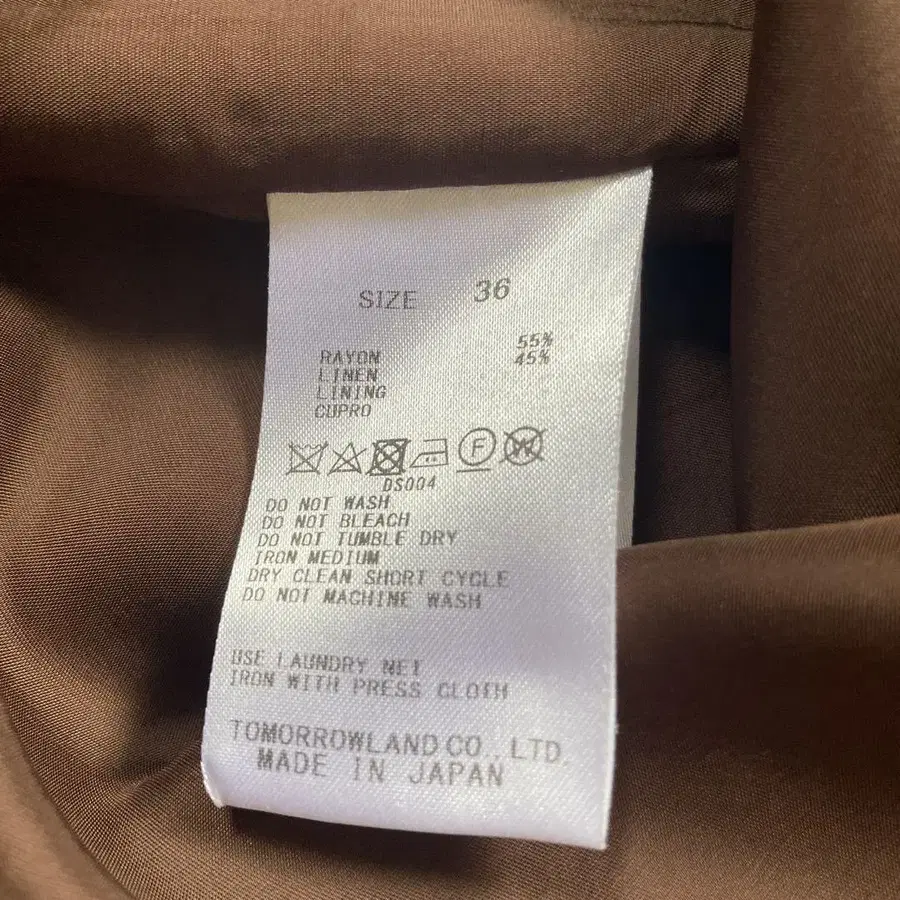 SIZE 36
RAYON 55%
LINEN 45%
LINING
CUPRO
F W
DS004
DO NOT WASH
DO NOT BLEACH
DO NOT TUMBLE DRY
IRON MEDIUM
DRY CLEAN SHORT CYCLE
DO NOT MACHINE WASH
USE LAUNDRY NET
IRON WITH PRESS CLOTH
TOMORROWLAND CO., LTD.
MADE IN JAPAN